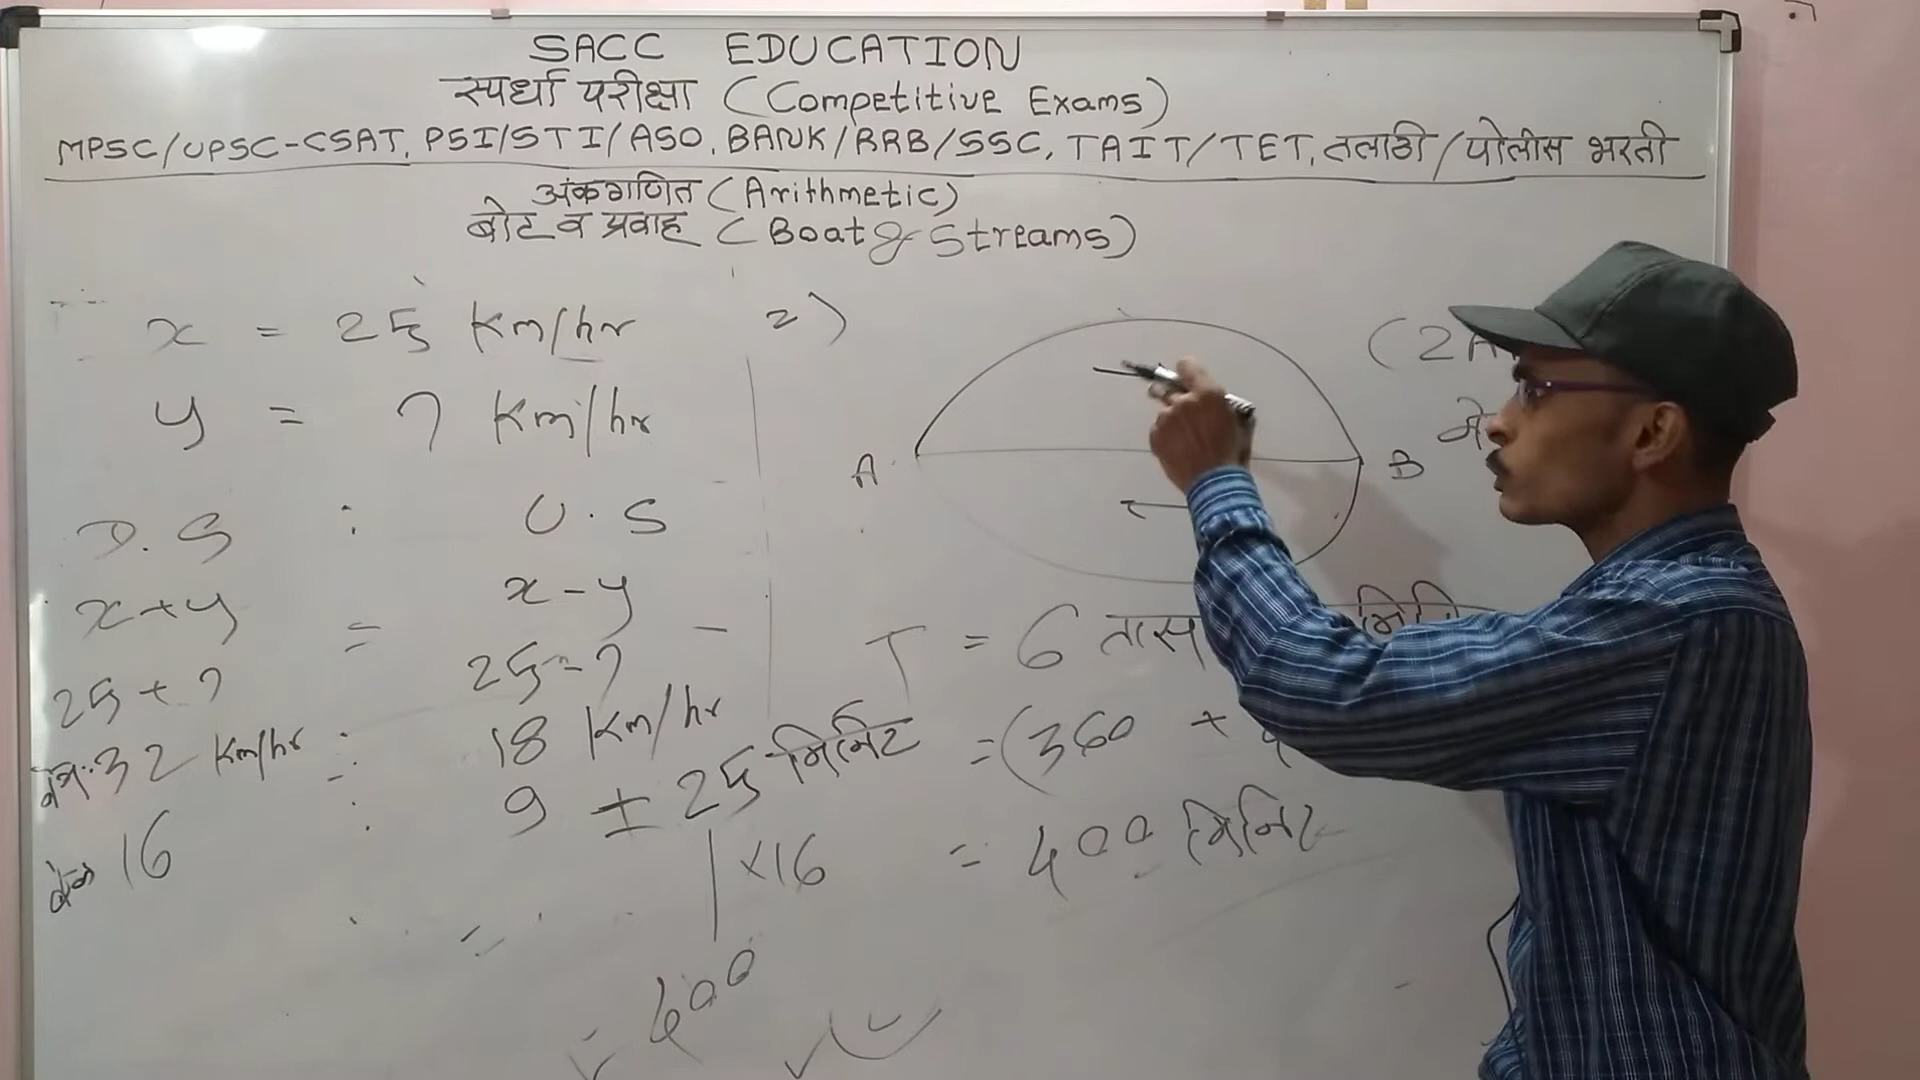 SACC EDUCATION
स्पर्धा परीक्षा (Competitive Exams)
MPSC/UPSC-CSAT, PSI/STI/ASO, BANK/RRB/SSC, TAIT/TET, तलाठी/पोलीस भरती
अंकगणित (Arithmetic)
बोट व प्रवाह (Boat & Streams)
x = 25 Km/hr
y = 7 Km/hr
D.S : U.S
x+y = x-y
25+7 25-7
वेग: 32 Km/hr : 18 Km/hr
वेळ 16 : 9 ± 25 मिनिट
| ×16
= 400
2)
(2A
A B
T = 6 तास मिनि
= (360 +
= 400 मिनिट